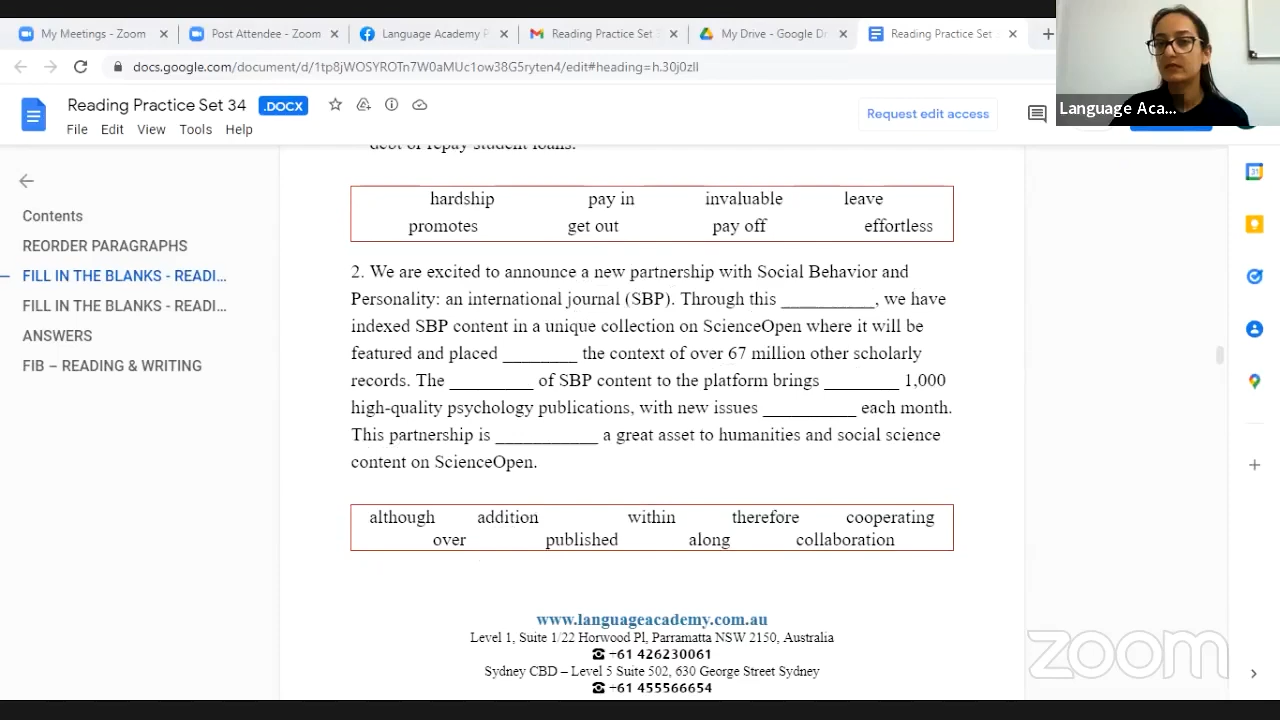 My Meetings - Zoom
Post Attendee - Zoom
Language Academy P
Reading Practice Set
My Drive - Google Dr
Reading Practice Set
docs.google.com/document/d/1tp8jWOSYROTn7W0aMUc1ow38G5ryten4/edit#heading=h.30j0zll
Reading Practice Set 34
.DOCX
Request edit access
Language Aca...
File Edit View Tools Help
debt or repay student loans.
Contents
REORDER PARAGRAPHS
FILL IN THE BLANKS - READI...
FILL IN THE BLANKS - READI...
ANSWERS
FIB – READING & WRITING
hardship pay in invaluable leave
promotes get out pay off effortless
2. We are excited to announce a new partnership with Social Behavior and
Personality: an international journal (SBP). Through this __________, we have
indexed SBP content in a unique collection on ScienceOpen where it will be
featured and placed ________ the context of over 67 million other scholarly
records. The _________ of SBP content to the platform brings ________ 1,000
high-quality psychology publications, with new issues __________ each month.
This partnership is ___________ a great asset to humanities and social science
content on ScienceOpen.
although addition within therefore cooperating
over published along collaboration
www.languageacademy.com.au
Level 1, Suite 1/22 Horwood Pl, Parramatta NSW 2150, Australia
☎ +61 426230061
Sydney CBD – Level 5 Suite 502, 630 George Street Sydney
☎ +61 455566654
zoom
31